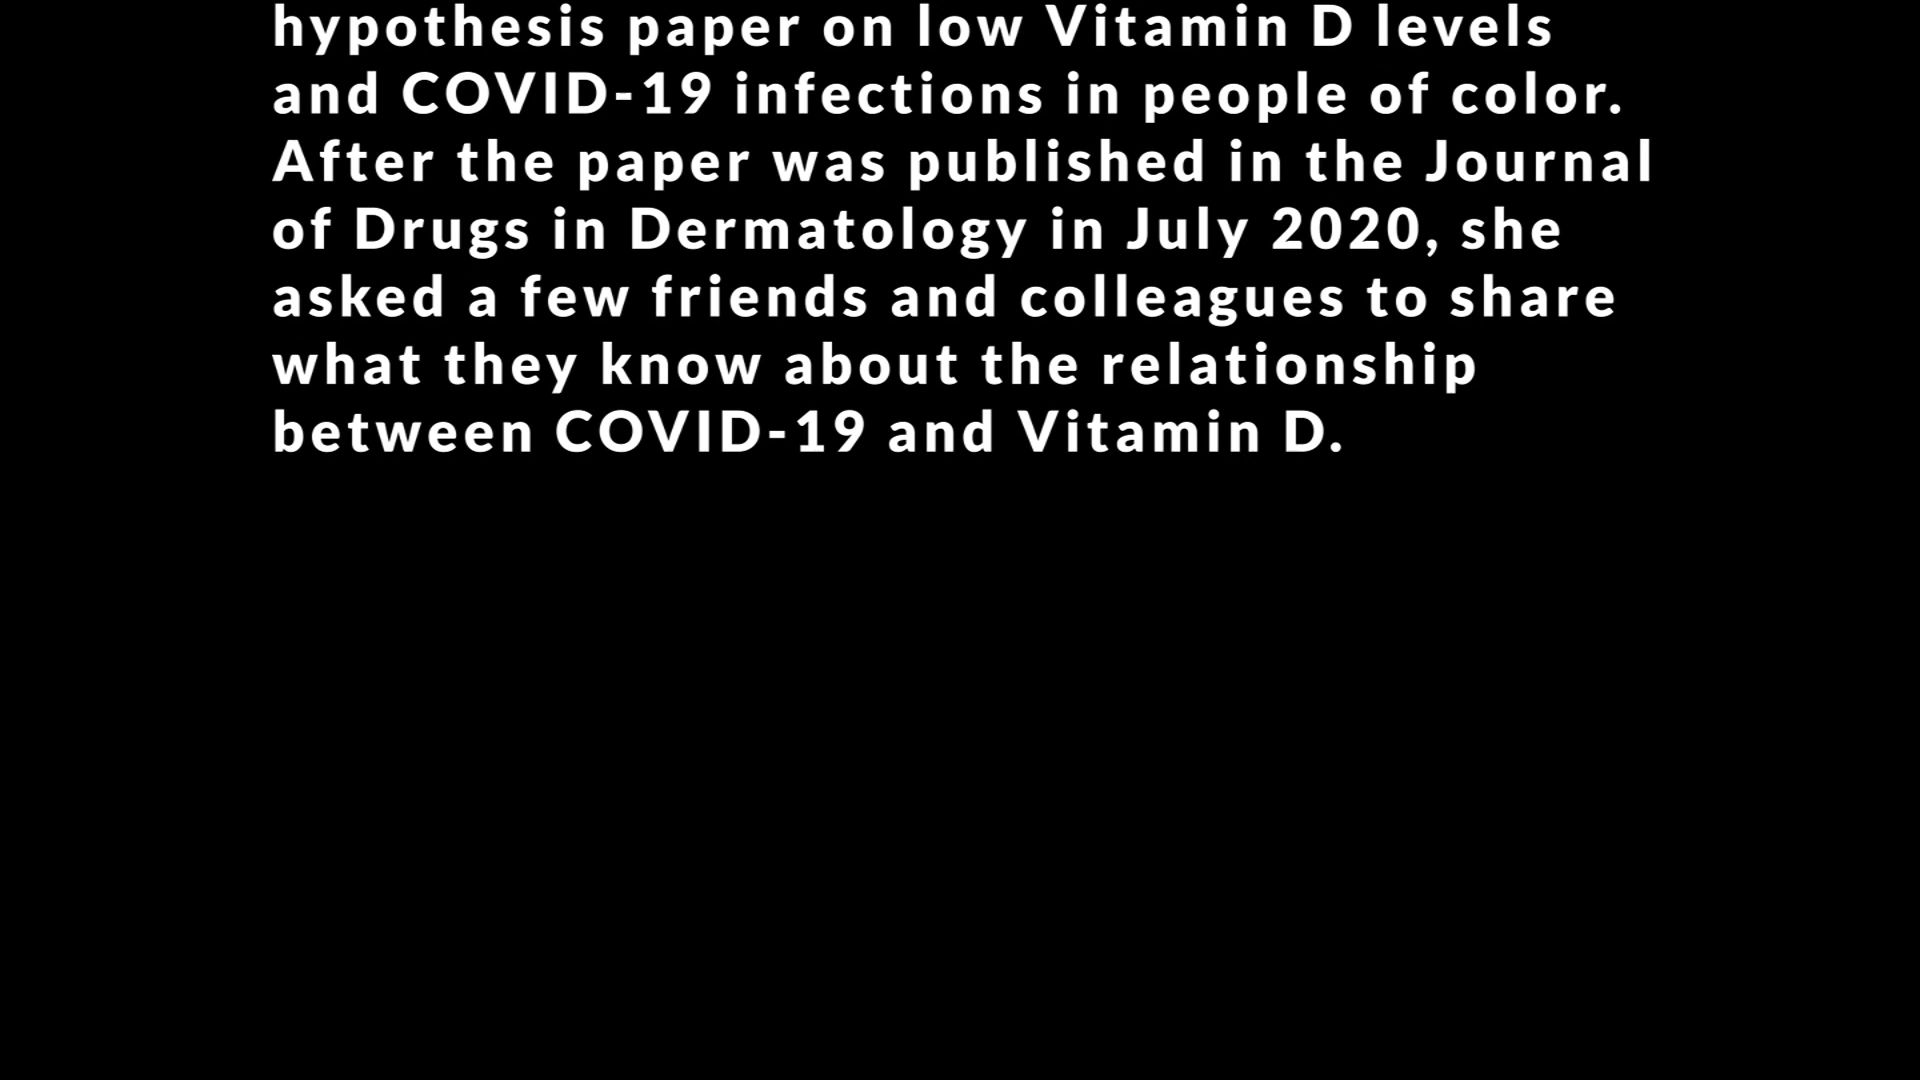 hypothesis paper on low Vitamin D levels
and COVID-19 infections in people of color.
After the paper was published in the Journal
of Drugs in Dermatology in July 2020, she
asked a few friends and colleagues to share
what they know about the relationship
between COVID-19 and Vitamin D.